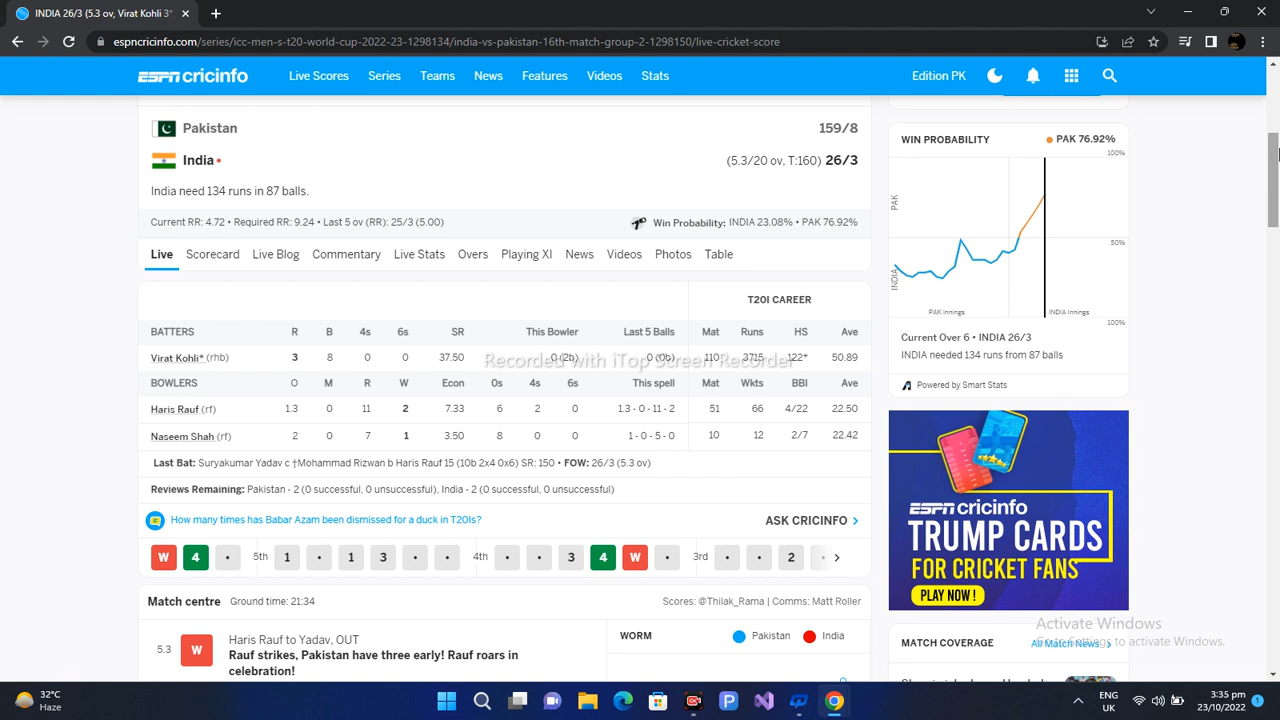 INDIA 26/3 (5.3 ov, Virat Kohli 3*
espncricinfo.com/series/icc-men-s-t20-world-cup-2022-23-1298134/india-vs-pakistan-16th-match-group-2-1298150/live-cricket-score
ESPN cricinfo Live Scores Series Teams News Features Videos Stats Edition PK
Pakistan 159/8
India (5.3/20 ov, T:160) 26/3
India need 134 runs in 87 balls.
Current RR: 4.72 • Required RR: 9.24 • Last 5 ov (RR): 25/3 (5.00) Win Probability: INDIA 23.08% • PAK 76.92%
Live Scorecard Live Blog Commentary Live Stats Overs Playing XI News Videos Photos Table
T20I CAREER
BATTERS R B 4s 6s SR This Bowler Last 5 Balls Mat Runs HS Ave
Virat Kohli* (rhb) 3 8 0 0 37.50 0 (2b) 0 (0b) 110 3715 122* 50.89
Recorded with iTop Screen Recorder
BOWLERS O M R W Econ 0s 4s 6s This spell Mat Wkts BBI Ave
Haris Rauf (rf) 1.3 0 11 2 7.33 6 2 0 1.3 - 0 - 11 - 2 51 66 4/22 22.50
Naseem Shah (rf) 2 0 7 1 3.50 8 0 0 1 - 0 - 5 - 0 10 12 2/7 22.42
Last Bat: Suryakumar Yadav c †Mohammad Rizwan b Haris Rauf 15 (10b 2x4 0x6) SR: 150 • FOW: 26/3 (5.3 ov)
Reviews Remaining: Pakistan - 2 (0 successful, 0 unsuccessful), India - 2 (0 successful, 0 unsuccessful)
How many times has Babar Azam been dismissed for a duck in T20Is? ASK CRICINFO
W 4 • 5th 1 • 1 3 • • 4th • • 3 4 W • 3rd • • 2 •
Match centre Ground time: 21:34 Scores: @Thilak_Rama | Comms: Matt Roller
5.3 W Haris Rauf to Yadav, OUT
Rauf strikes, Pakistan have three early! Rauf roars in
celebration!
WORM Pakistan India
WIN PROBABILITY PAK 76.92%
100%
PAK
50%
INDIA
PAK Innings INDIA Innings
100%
Current Over 6 • INDIA 26/3
INDIA needed 134 runs from 87 balls
Powered by Smart Stats
ESPN cricinfo
TRUMP CARDS
FOR CRICKET FANS
PLAY NOW !
MATCH COVERAGE All Match News
Activate Windows
Go to Settings to activate Windows.
32°C
Haze
ENG
UK
3:35 pm
23/10/2022
1